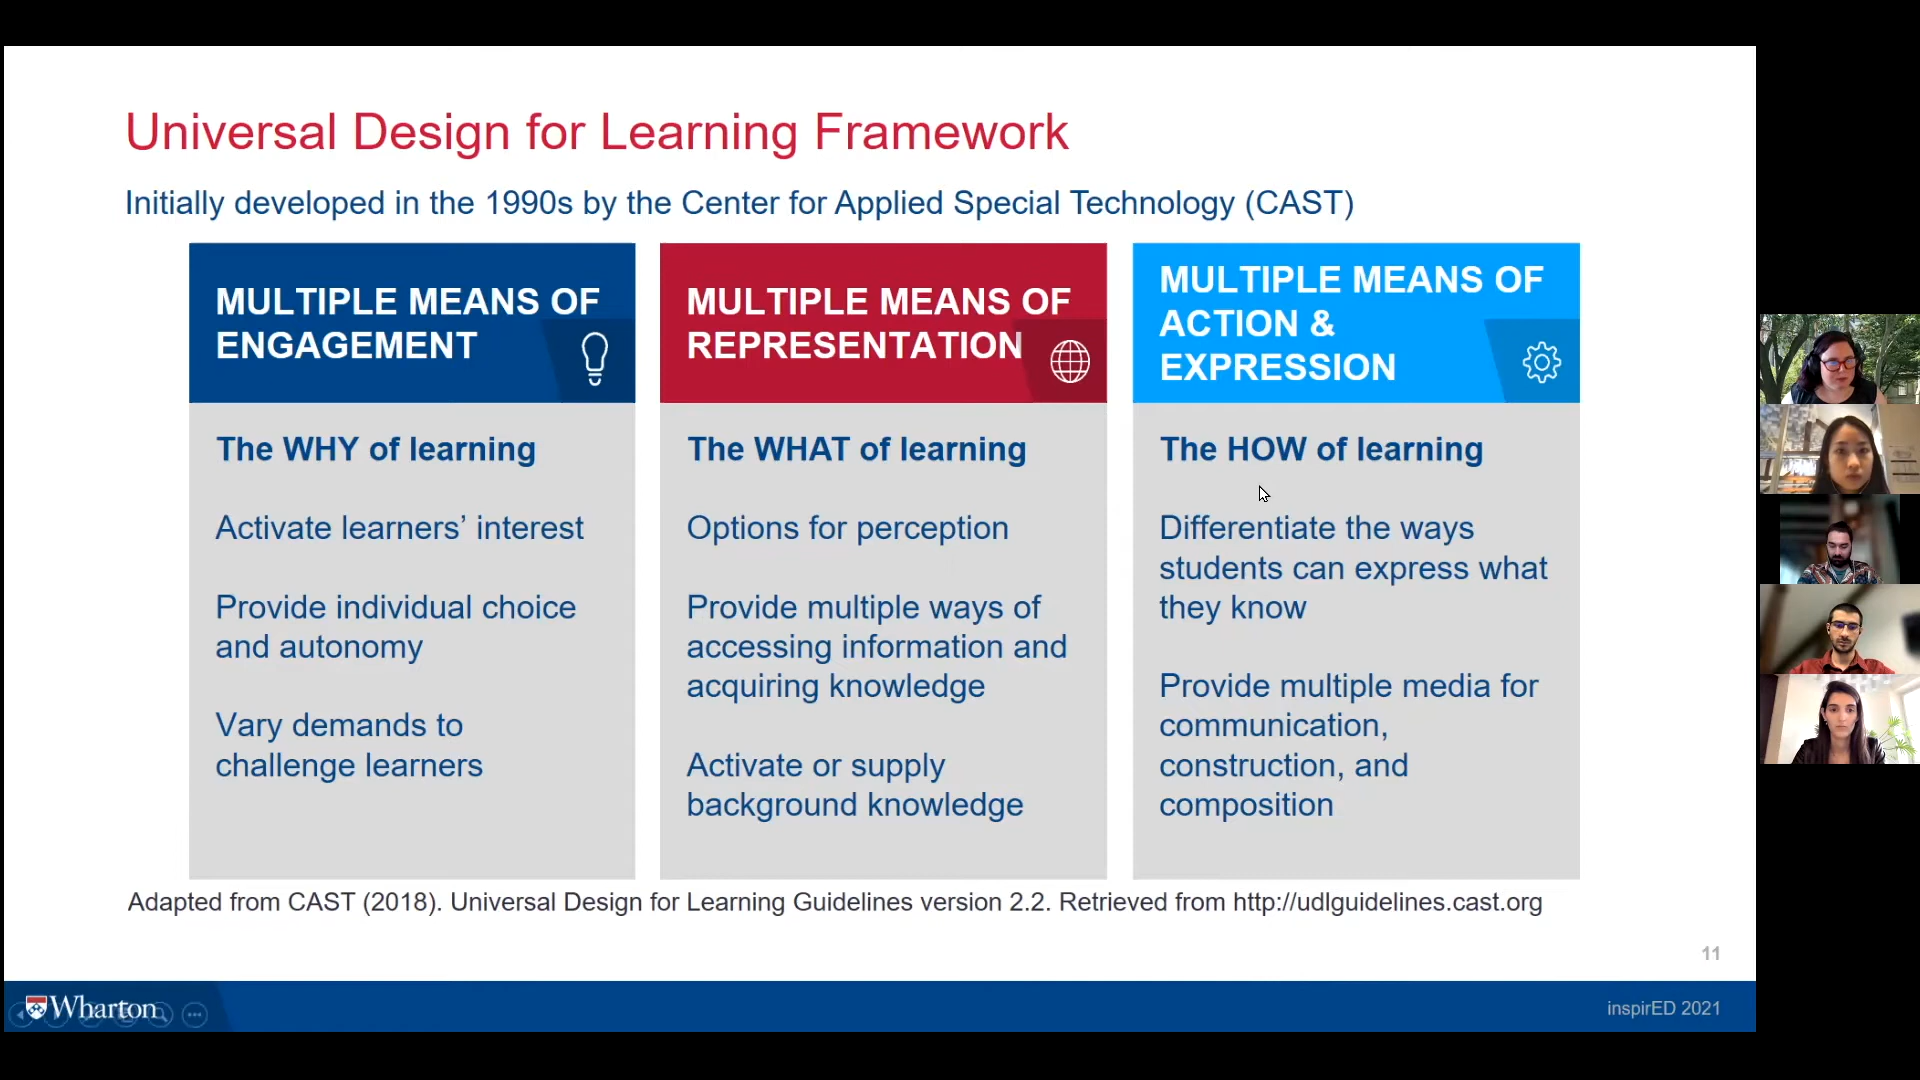 Universal Design for Learning Framework
Initially developed in the 1990s by the Center for Applied Special Technology (CAST)
MULTIPLE MEANS OF
ENGAGEMENT
The WHY of learning
Activate learners’ interest
Provide individual choice
and autonomy
Vary demands to
challenge learners
MULTIPLE MEANS OF
REPRESENTATION
The WHAT of learning
Options for perception
Provide multiple ways of
accessing information and
acquiring knowledge
Activate or supply
background knowledge
MULTIPLE MEANS OF
ACTION &
EXPRESSION
The HOW of learning
Differentiate the ways
students can express what
they know
Provide multiple media for
communication,
construction, and
composition
Adapted from CAST (2018). Universal Design for Learning Guidelines version 2.2. Retrieved from http://udlguidelines.cast.org
11
Wharton
inspirED 2021